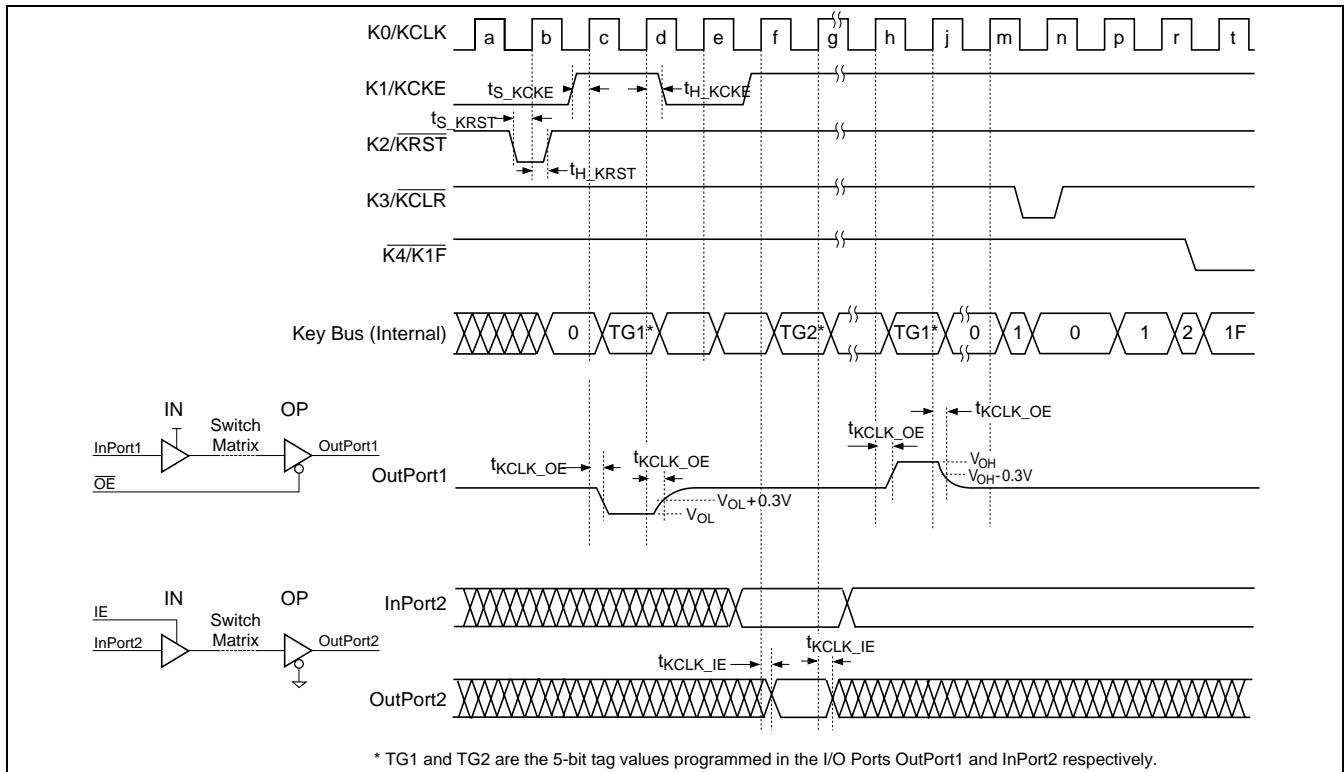 K0/KCLK a b c d e f g h j m n p r t
K1/KCKE tS_KCKE tH_KCKE
tS_KRST
K2/KRST
tH_KRST
K3/KCLR
K4/K1F
Key Bus (Internal) 0 TG1* TG2* TG1* 0 1 0 1 2 1F
IN Switch Matrix OP
InPort1 OutPort1
OE
OutPort1 tKCLK_OE tKCLK_OE tKCLK_OE tKCLK_OE
VOH
VOH-0.3V
VOL+0.3V
VOL
IN Switch Matrix OP
IE
InPort2 OutPort2
InPort2
tKCLK_IE tKCLK_IE
OutPort2
* TG1 and TG2 are the 5-bit tag values programmed in the I/O Ports OutPort1 and InPort2 respectively.